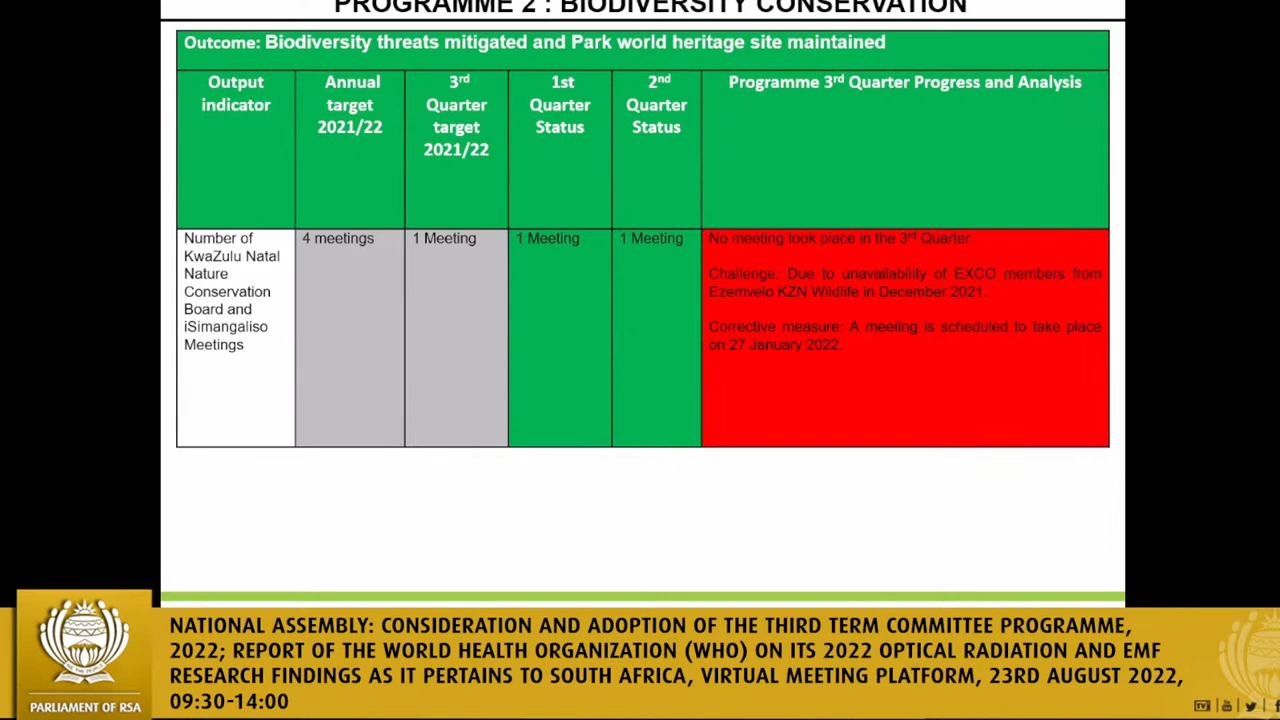 PROGRAMME 2 : BIODIVERSITY CONSERVATION
Outcome: Biodiversity threats mitigated and Park world heritage site maintained
Output
indicator
Annual
target
2021/22
3rd
Quarter
target
2021/22
1st
Quarter
Status
2nd
Quarter
Status
Programme 3rd Quarter Progress and Analysis
Number of
KwaZulu Natal
Nature
Conservation
Board and
iSimangaliso
Meetings
4 meetings
1 Meeting
1 Meeting
1 Meeting
No meeting took place in the 3rd Quarter.
Challenge: Due to unavailability of EXCO members from
Ezemvelo KZN Wildlife in December 2021.
Corrective measure: A meeting is scheduled to take place
on 27 January 2022.
NATIONAL ASSEMBLY: CONSIDERATION AND ADOPTION OF THE THIRD TERM COMMITTEE PROGRAMME,
2022; REPORT OF THE WORLD HEALTH ORGANIZATION (WHO) ON ITS 2022 OPTICAL RADIATION AND EMF
RESEARCH FINDINGS AS IT PERTAINS TO SOUTH AFRICA, VIRTUAL MEETING PLATFORM, 23RD AUGUST 2022,
09:30-14:00
PARLIAMENT OF RSA